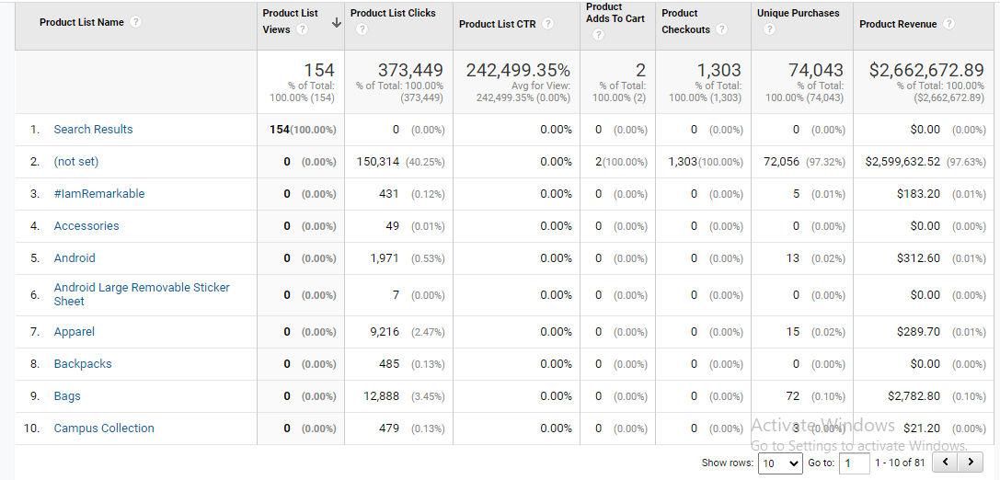 Product List Name ? Product List Views ? Product List Clicks ? Product List CTR ? Product Adds To Cart ? Product Checkouts ? Unique Purchases ? Product Revenue ?
154 373,449 242,499.35% 2 1,303 74,043 $2,662,672.89
% of Total: % of Total: 100.00% Avg for View: % of Total: % of Total: % of Total: % of Total: 100.00%
100.00% (154) (373,449) 242,499.35% (0.00%) 100.00% (2) 100.00% (1,303) 100.00% (74,043) ($2,662,672.89)
1. Search Results 154(100.00%) 0 (0.00%) 0.00% 0 (0.00%) 0 (0.00%) 0 (0.00%) $0.00 (0.00%)
2. (not set) 0 (0.00%) 150,314 (40.25%) 0.00% 2(100.00%) 1,303(100.00%) 72,056 (97.32%) $2,599,632.52 (97.63%)
3. #IamRemarkable 0 (0.00%) 431 (0.12%) 0.00% 0 (0.00%) 0 (0.00%) 5 (0.01%) $183.20 (0.01%)
4. Accessories 0 (0.00%) 49 (0.01%) 0.00% 0 (0.00%) 0 (0.00%) 0 (0.00%) $0.00 (0.00%)
5. Android 0 (0.00%) 1,971 (0.53%) 0.00% 0 (0.00%) 0 (0.00%) 13 (0.02%) $312.60 (0.01%)
6. Android Large Removable Sticker
Sheet 0 (0.00%) 7 (0.00%) 0.00% 0 (0.00%) 0 (0.00%) 0 (0.00%) $0.00 (0.00%)
7. Apparel 0 (0.00%) 9,216 (2.47%) 0.00% 0 (0.00%) 0 (0.00%) 15 (0.02%) $289.70 (0.01%)
8. Backpacks 0 (0.00%) 485 (0.13%) 0.00% 0 (0.00%) 0 (0.00%) 0 (0.00%) $0.00 (0.00%)
9. Bags 0 (0.00%) 12,888 (3.45%) 0.00% 0 (0.00%) 0 (0.00%) 72 (0.10%) $2,782.80 (0.10%)
10. Campus Collection 0 (0.00%) 479 (0.13%) 0.00% 0 (0.00%) 0 (0.00%) 3 (0.00%) $21.20 (0.00%)
Activate Windows
Go to Settings to activate Windows.
Show rows: 10 Go to: 1 1 - 10 of 81